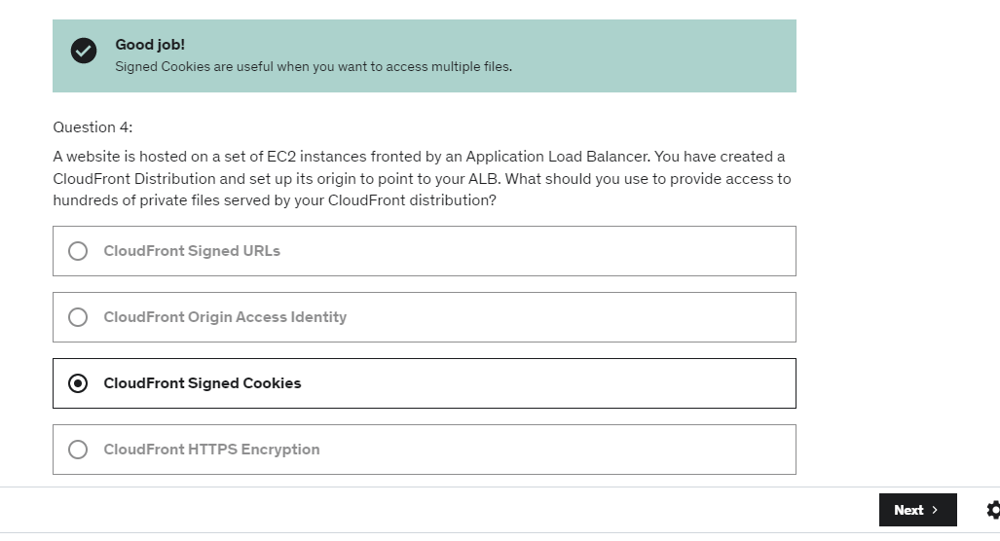 Good job!
Signed Cookies are useful when you want to access multiple files.
Question 4:
A website is hosted on a set of EC2 instances fronted by an Application Load Balancer. You have created a
CloudFront Distribution and set up its origin to point to your ALB. What should you use to provide access to
hundreds of private files served by your CloudFront distribution?
CloudFront Signed URLs
CloudFront Origin Access Identity
CloudFront Signed Cookies
CloudFront HTTPS Encryption
Next